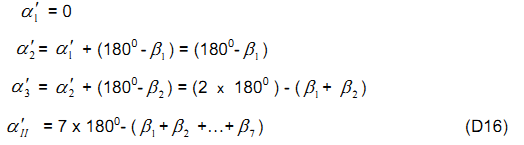 α′₁ = 0
α′₂ = α′₁ + (180⁰ - β₁) = (180⁰- β₁)
α′₃ = α′₂ + (180⁰- β₂) = (2 x 180⁰ ) - ( β₁ + β₂ )
α′II = 7 x 180⁰- ( β₁ + β₂ +…+ β₇ ) (D16)